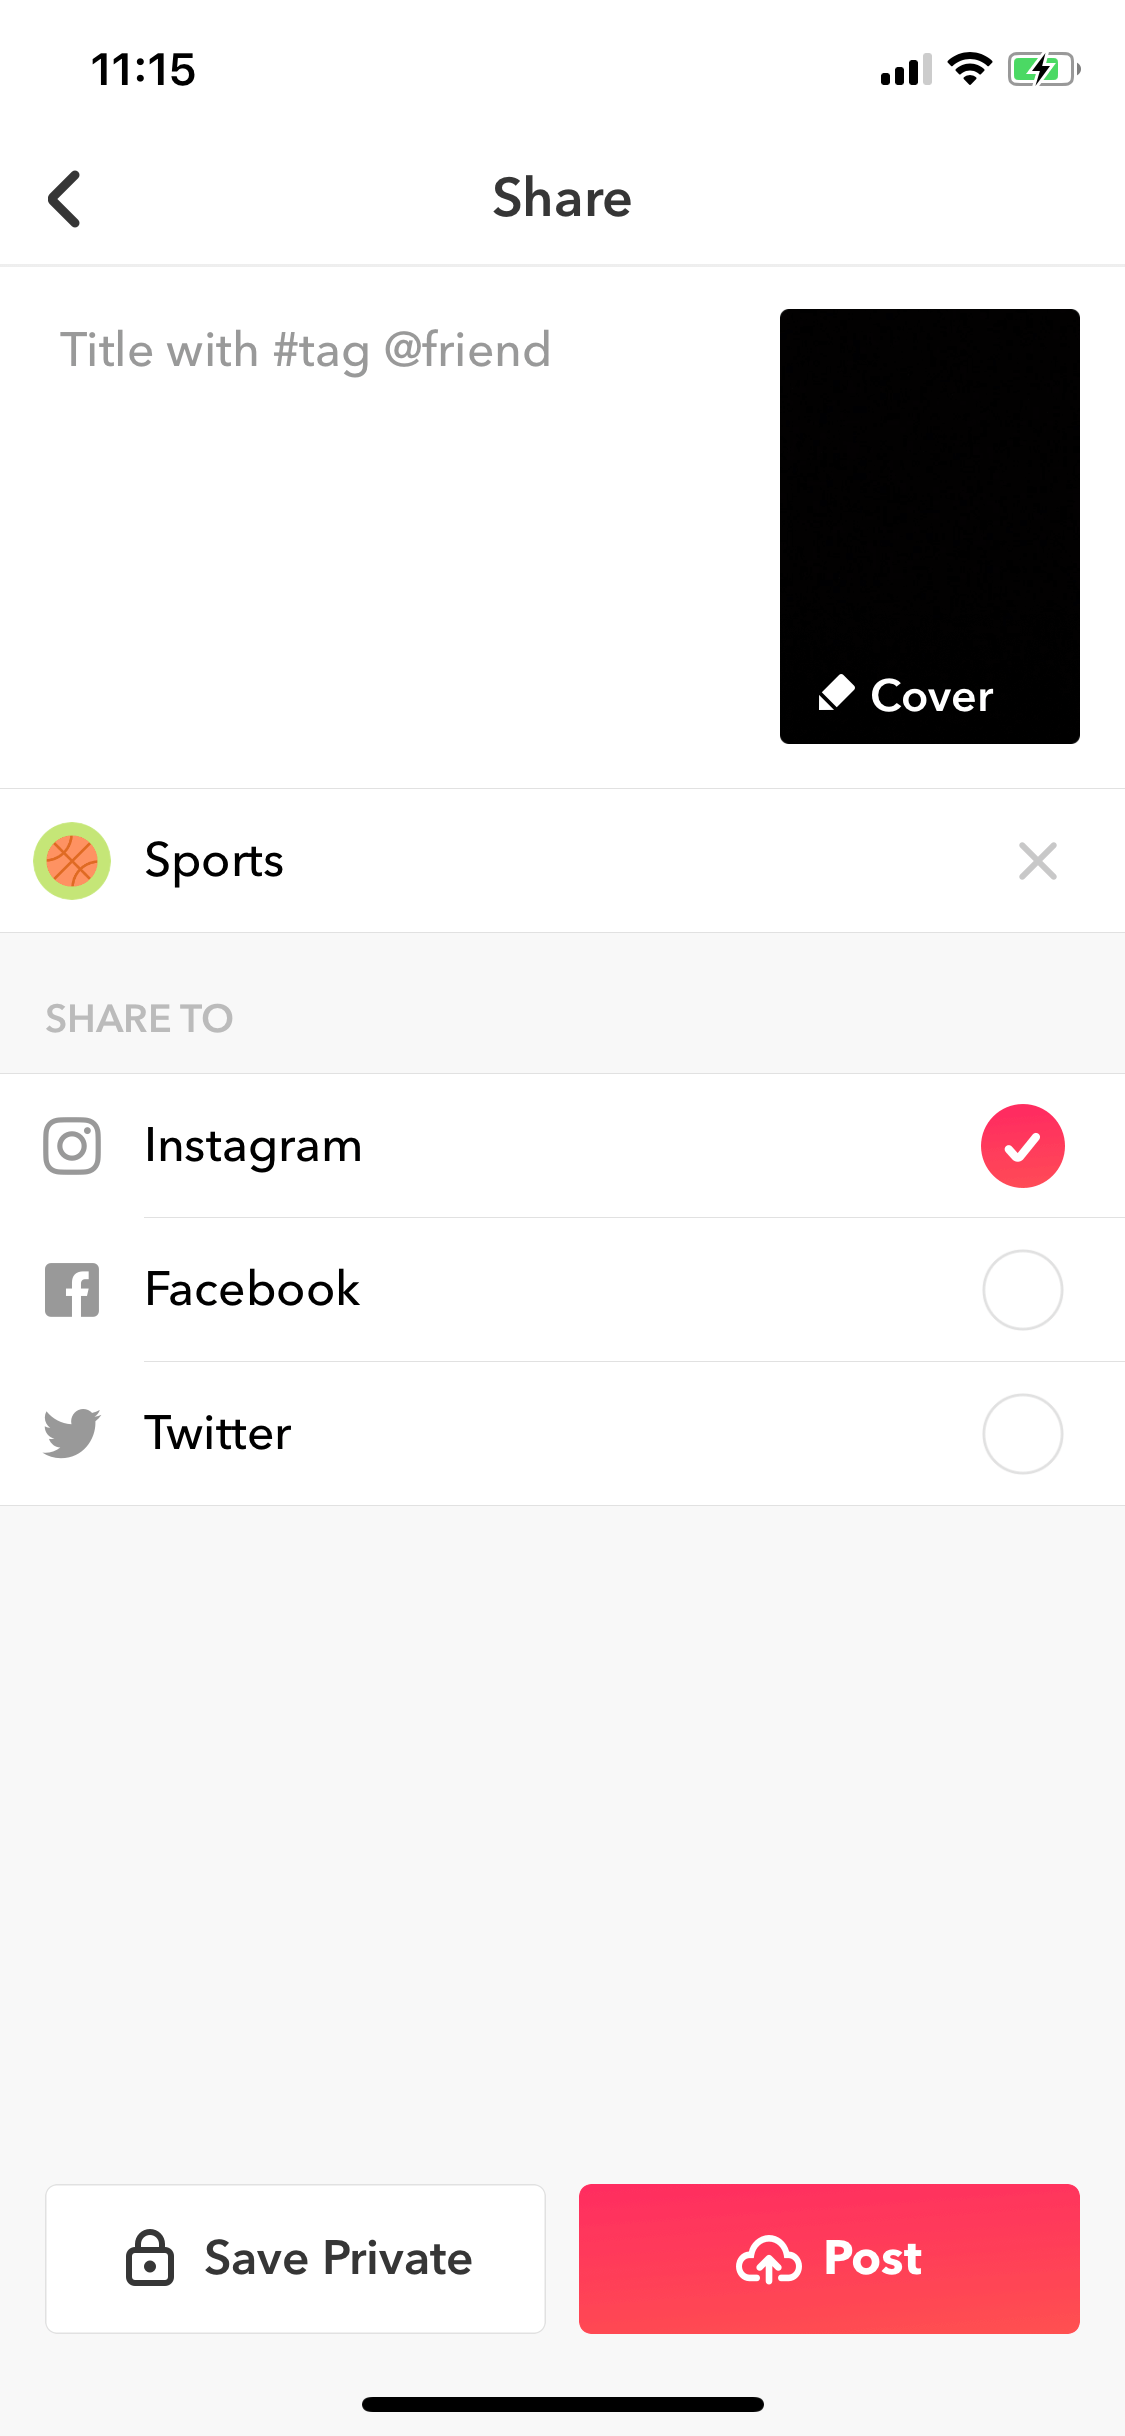 11:15
Share
Title with #tag @friend
Cover
Sports
SHARE TO
Instagram
Facebook
Twitter
Save Private
Post